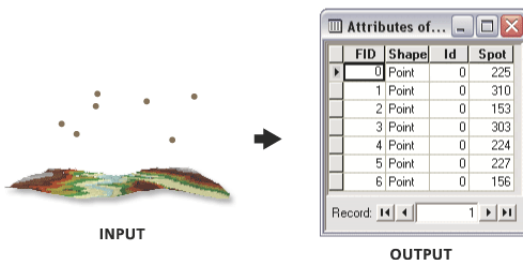 Attributes of...
FID Shape Id Spot
0 Point 0 225
1 Point 0 310
2 Point 0 153
3 Point 0 303
4 Point 0 224
5 Point 0 227
6 Point 0 156
Record: 1
INPUT
OUTPUT